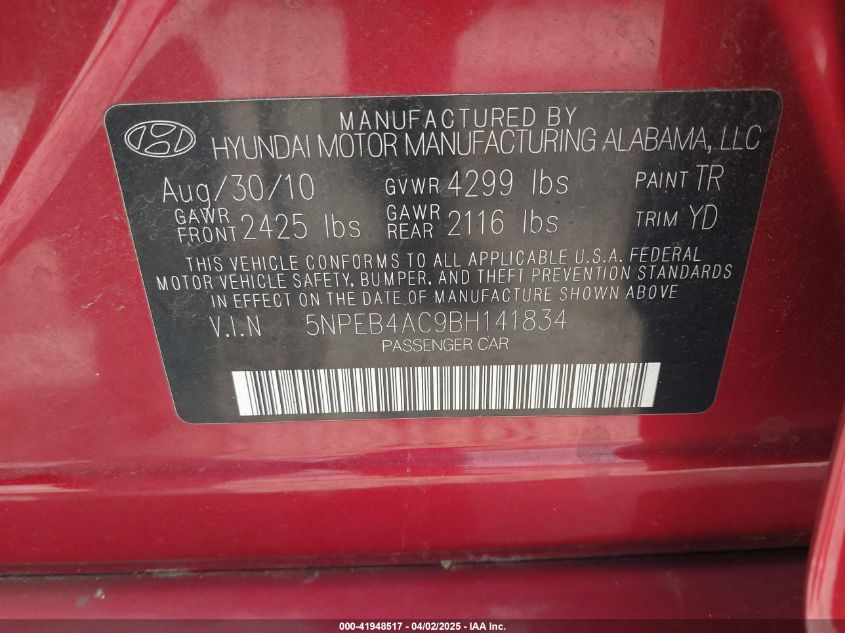 MANUFACTURED BY
HYUNDAI MOTOR MANUFACTURING ALABAMA, LLC
Aug/30/10 GVWR 4299 lbs PAINT TR
GAWR FRONT 2425 lbs GAWR REAR 2116 lbs TRIM YD
THIS VEHICLE CONFORMS TO ALL APPLICABLE U.S.A. FEDERAL
MOTOR VEHICLE SAFETY, BUMPER, AND THEFT PREVENTION STANDARDS
IN EFFECT ON THE DATE OF MANUFACTURE SHOWN ABOVE
V.I.N 5NPEB4AC9BH141834
PASSENGER CAR
000-41948517 - 04/02/2025 - IAA Inc.